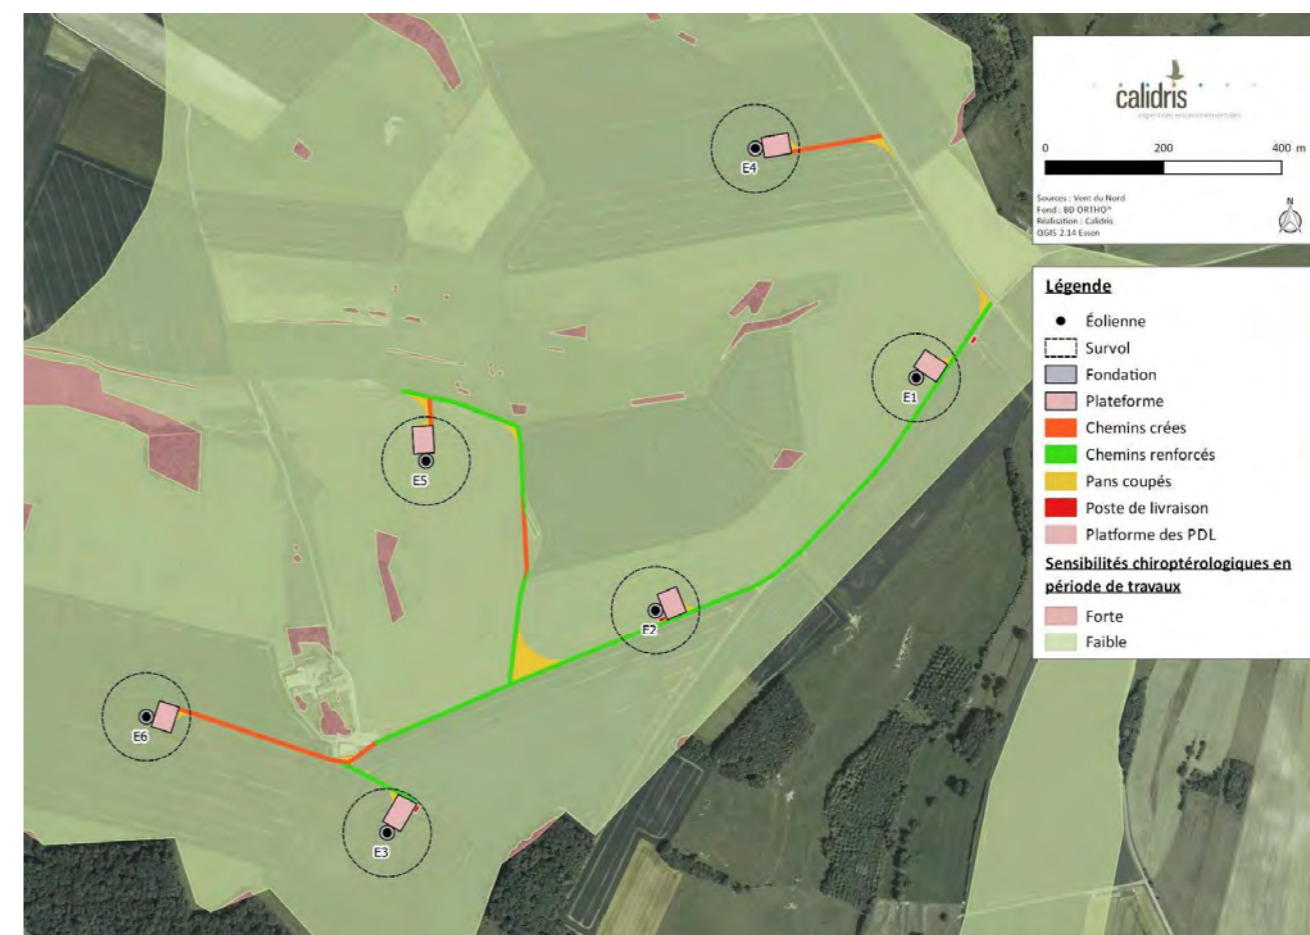 calidris
expertises environnementales
0 200 400 m
Sources : Vent du Nord
Fond : BD ORTHO®
Réalisation : Calidris
QGIS 2.14 Essen
N
Légende
Éolienne
Survol
Fondation
Plateforme
Chemins crées
Chemins renforcés
Pans coupés
Poste de livraison
Platforme des PDL
Sensibilités chiroptérologiques en
période de travaux
Forte
Faible
E4
E1
E5
E2
E6
E3